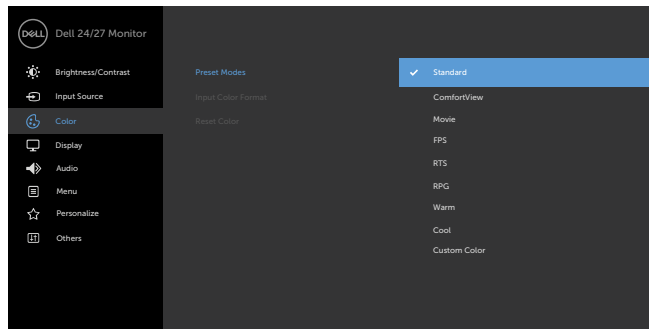 DELL
Dell 24/27 Monitor
Brightness/Contrast
Input Source
Color
Display
Audio
Menu
Personalize
Others
Preset Modes
Input Color Format
Reset Color
Standard
ComfortView
Movie
FPS
RTS
RPG
Warm
Cool
Custom Color